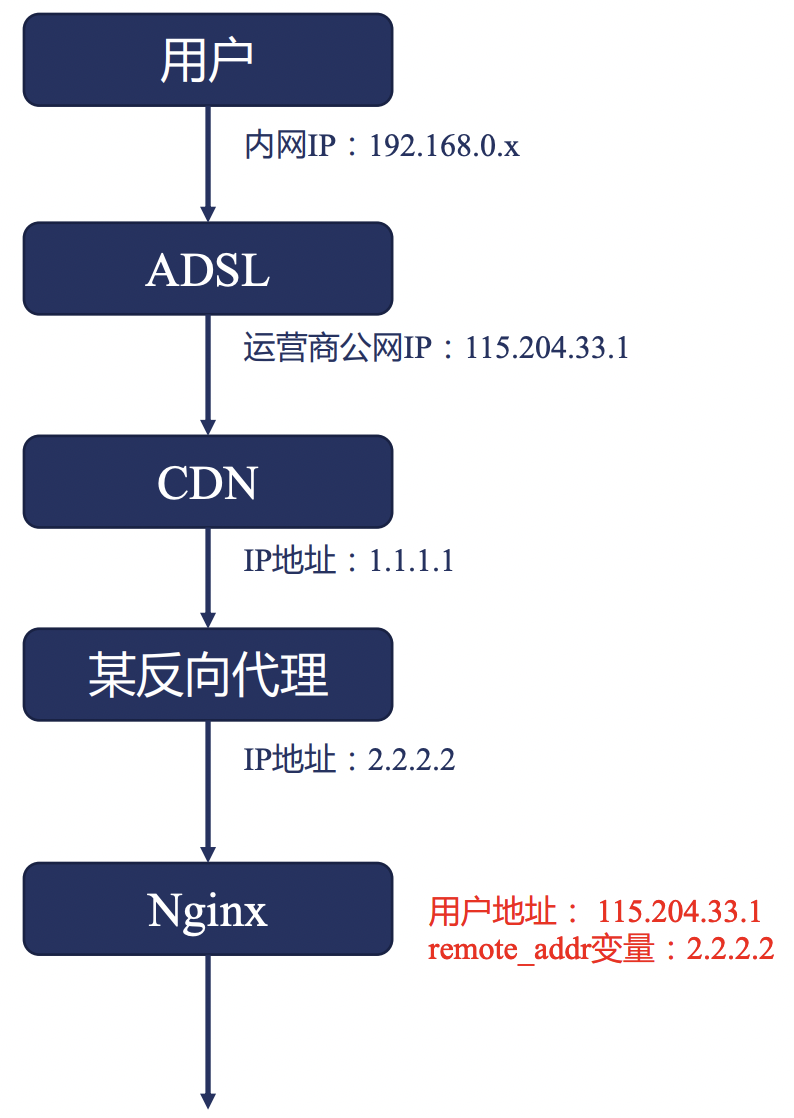 用户
内网IP：192.168.0.x
ADSL
运营商公网IP：115.204.33.1
CDN
IP地址：1.1.1.1
某反向代理
IP地址：2.2.2.2
Nginx
用户地址： 115.204.33.1
remote_addr变量：2.2.2.2